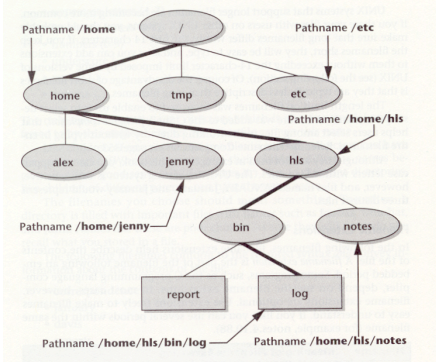 Pathname /home
/
Pathname /etc
home
tmp
etc
Pathname /home/hls
alex
jenny
hls
Pathname /home/jenny
bin
notes
report
log
Pathname /home/hls/bin/log
Pathname /home/hls/notes